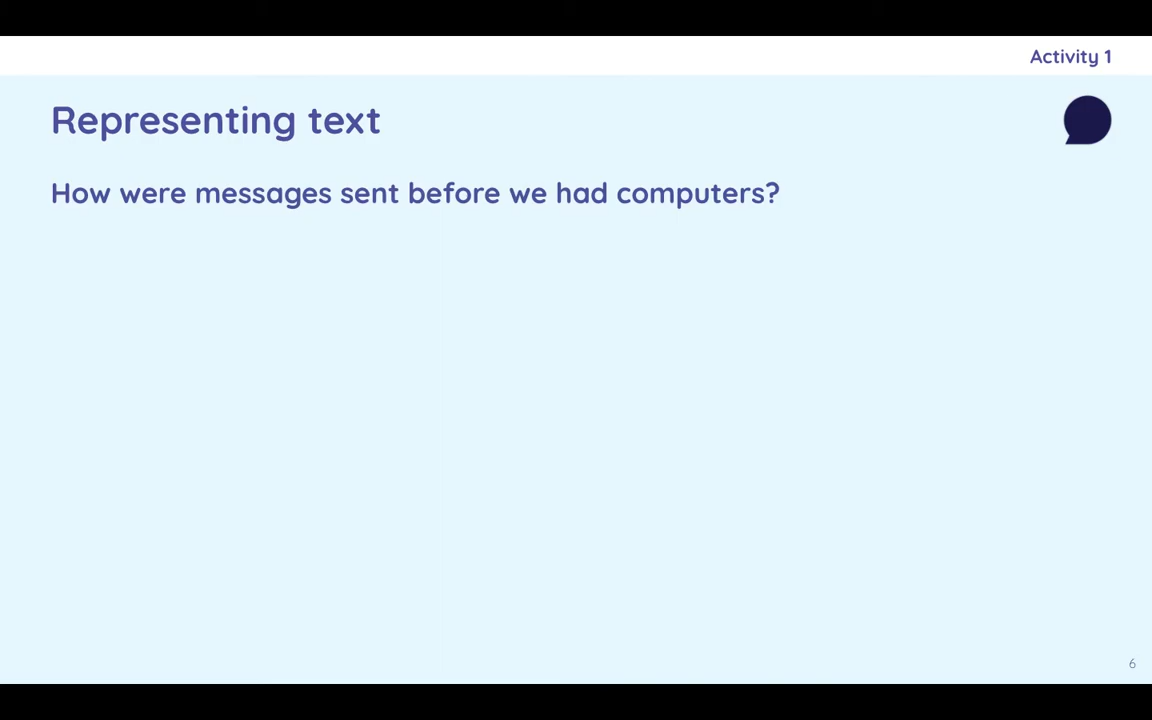 Activity 1
Representing text
How were messages sent before we had computers?
6